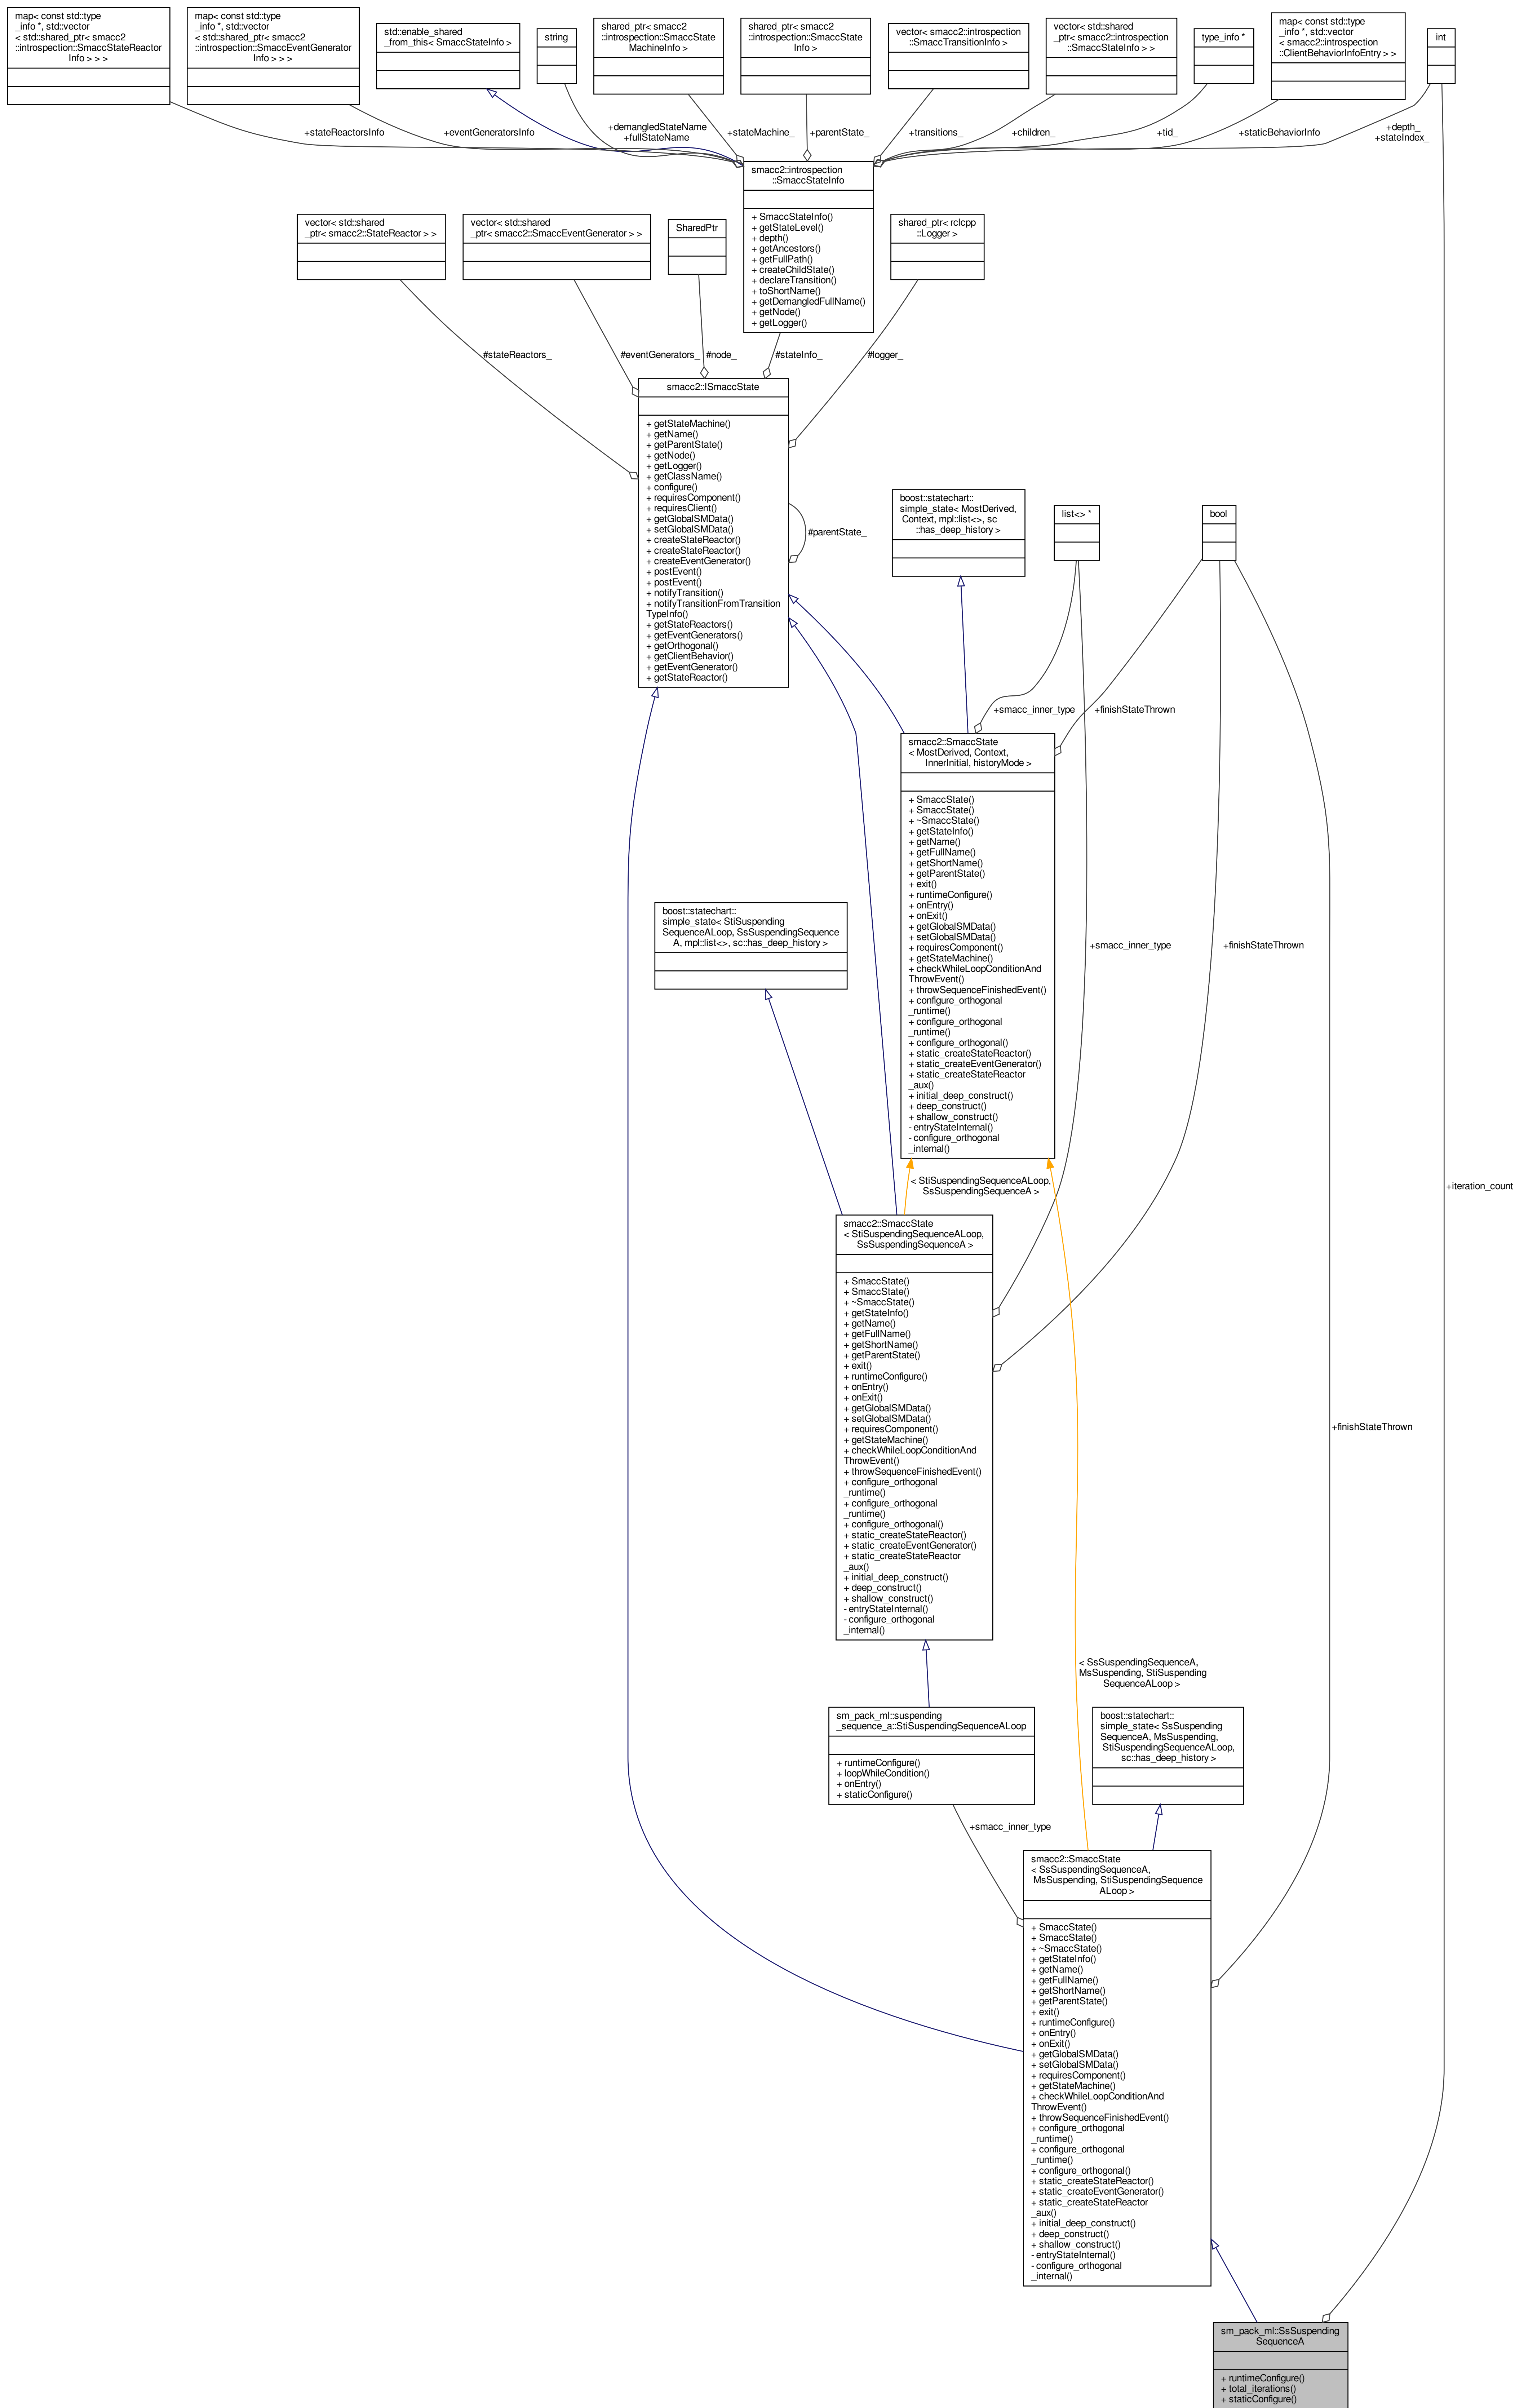 map< const std::type
_info *, std::vector
< std::shared_ptr< smacc2
::introspection::SmaccStateReactor
Info > > >
map< const std::type
_info *, std::vector
< std::shared_ptr< smacc2
::introspection::SmaccEventGenerator
Info > > >
std::enable_shared
_from_this< SmaccStateInfo >
string
shared_ptr< smacc2
::introspection::SmaccState
MachineInfo >
shared_ptr< smacc2
::introspection::SmaccState
Info >
vector< smacc2::introspection
::SmaccTransitionInfo >
vector< std::shared
_ptr< smacc2::introspection
::SmaccStateInfo > >
type_info *
map< const std::type
_info *, std::vector
< smacc2::introspection
::ClientBehaviorInfoEntry > >
int
+stateReactorsInfo
+eventGeneratorsInfo
+demangledStateName
+fullStateName
+stateMachine_
+parentState_
+transitions_
+children_
+tid_
+staticBehaviorInfo
+depth_
+stateIndex_
smacc2::introspection
::SmaccStateInfo
+ SmaccStateInfo()
+ getStateLevel()
+ depth()
+ getAncestors()
+ getFullPath()
+ createChildState()
+ declareTransition()
+ toShortName()
+ getDemangledFullName()
+ getNode()
+ getLogger()
vector< std::shared
_ptr< smacc2::StateReactor > >
vector< std::shared
_ptr< smacc2::SmaccEventGenerator > >
SharedPtr
shared_ptr< rclcpp
::Logger >
#stateReactors_
#eventGenerators_
#node_
#stateInfo_
#logger_
smacc2::ISmaccState
+ getStateMachine()
+ getName()
+ getParentState()
+ getNode()
+ getLogger()
+ getClassName()
+ configure()
+ requiresComponent()
+ requiresClient()
+ getGlobalSMData()
+ setGlobalSMData()
+ createStateReactor()
+ createStateReactor()
+ createEventGenerator()
+ postEvent()
+ postEvent()
+ notifyTransition()
+ notifyTransitionFromTransition
TypeInfo()
+ getStateReactors()
+ getEventGenerators()
+ getOrthogonal()
+ getClientBehavior()
+ getEventGenerator()
+ getStateReactor()
#parentState_
boost::statechart::
simple_state< MostDerived,
Context, mpl::list<>, sc
::has_deep_history >
list<> *
bool
+smacc_inner_type
+finishStateThrown
smacc2::SmaccState
< MostDerived, Context,
InnerInitial, historyMode >
+ SmaccState()
+ SmaccState()
+ ~SmaccState()
+ getStateInfo()
+ getName()
+ getFullName()
+ getShortName()
+ getParentState()
+ exit()
+ runtimeConfigure()
+ onEntry()
+ onExit()
+ getGlobalSMData()
+ setGlobalSMData()
+ requiresComponent()
+ getStateMachine()
+ checkWhileLoopConditionAnd
ThrowEvent()
+ throwSequenceFinishedEvent()
+ configure_orthogonal
_runtime()
+ configure_orthogonal
_runtime()
+ configure_orthogonal()
+ static_createStateReactor()
+ static_createEventGenerator()
+ static_createStateReactor
_aux()
+ initial_deep_construct()
+ deep_construct()
+ shallow_construct()
- entryStateInternal()
- configure_orthogonal
_internal()
boost::statechart::
simple_state< StiSuspending
SequenceALoop, SsSuspendingSequence
A, mpl::list<>, sc::has_deep_history >
+smacc_inner_type
+finishStateThrown
< StiSuspendingSequenceALoop,
SsSuspendingSequenceA >
+iteration_count
smacc2::SmaccState
< StiSuspendingSequenceALoop,
SsSuspendingSequenceA >
+ SmaccState()
+ SmaccState()
+ ~SmaccState()
+ getStateInfo()
+ getName()
+ getFullName()
+ getShortName()
+ getParentState()
+ exit()
+ runtimeConfigure()
+ onEntry()
+ onExit()
+ getGlobalSMData()
+ setGlobalSMData()
+ requiresComponent()
+ getStateMachine()
+ checkWhileLoopConditionAnd
ThrowEvent()
+ throwSequenceFinishedEvent()
+ configure_orthogonal
_runtime()
+ configure_orthogonal
_runtime()
+ configure_orthogonal()
+ static_createStateReactor()
+ static_createEventGenerator()
+ static_createStateReactor
_aux()
+ initial_deep_construct()
+ deep_construct()
+ shallow_construct()
- entryStateInternal()
- configure_orthogonal
_internal()
+finishStateThrown
< SsSuspendingSequenceA,
MsSuspending, StiSuspending
SequenceALoop >
sm_pack_ml::suspending
_sequence_a::StiSuspendingSequenceALoop
+ runtimeConfigure()
+ loopWhileCondition()
+ onEntry()
+ staticConfigure()
boost::statechart::
simple_state< SsSuspending
SequenceA, MsSuspending,
StiSuspendingSequenceALoop,
sc::has_deep_history >
+smacc_inner_type
smacc2::SmaccState
< SsSuspendingSequenceA,
MsSuspending, StiSuspendingSequence
ALoop >
+ SmaccState()
+ SmaccState()
+ ~SmaccState()
+ getStateInfo()
+ getName()
+ getFullName()
+ getShortName()
+ getParentState()
+ exit()
+ runtimeConfigure()
+ onEntry()
+ onExit()
+ getGlobalSMData()
+ setGlobalSMData()
+ requiresComponent()
+ getStateMachine()
+ checkWhileLoopConditionAnd
ThrowEvent()
+ throwSequenceFinishedEvent()
+ configure_orthogonal
_runtime()
+ configure_orthogonal
_runtime()
+ configure_orthogonal()
+ static_createStateReactor()
+ static_createEventGenerator()
+ static_createStateReactor
_aux()
+ initial_deep_construct()
+ deep_construct()
+ shallow_construct()
- entryStateInternal()
- configure_orthogonal
_internal()
sm_pack_ml::SsSuspending
SequenceA
+ runtimeConfigure()
+ total_iterations()
+ staticConfigure()